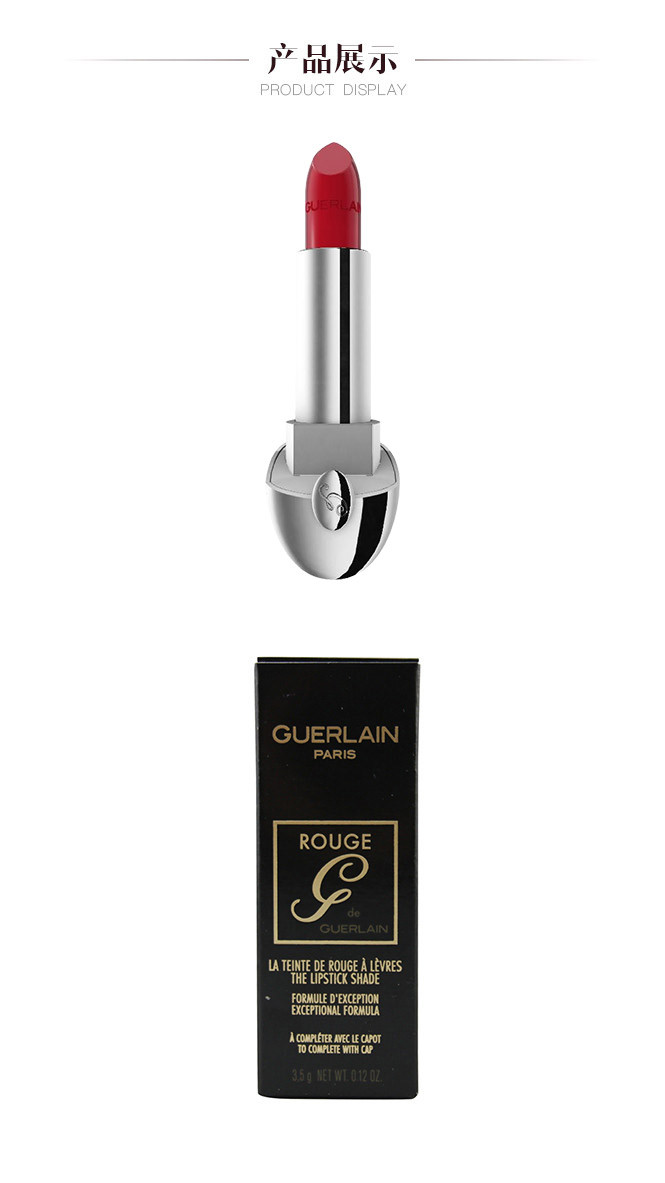 产品展示
PRODUCT DISPLAY
GUERLAIN
GUERLAIN
PARIS
ROUGE
G
de
GUERLAIN
LA TEINTE DE ROUGE À LÈVRES
THE LIPSTICK SHADE
FORMULE D'EXCEPTION
EXCEPTIONAL FORMULA
À COMPLÉTER AVEC LE CAPOT
TO COMPLETE WITH CAP
3,5 g NET WT. 0.12 OZ.